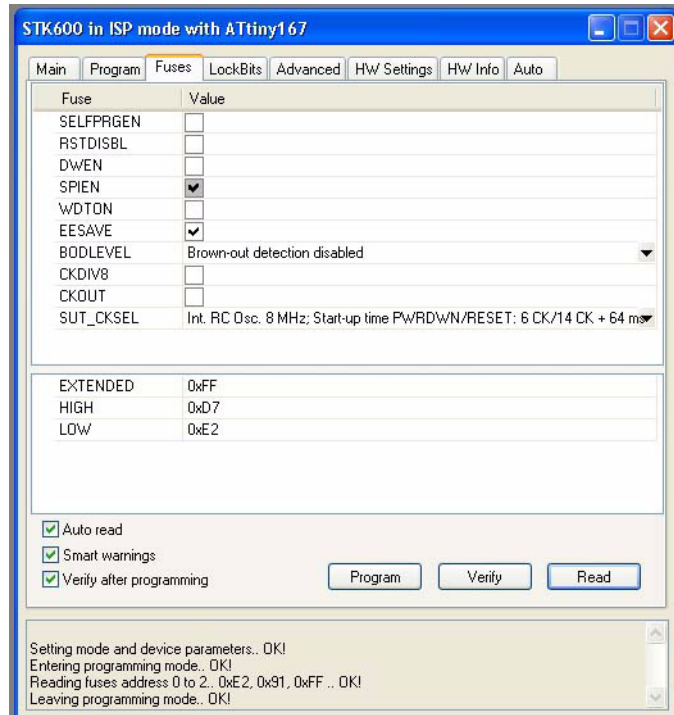 STK600 in ISP mode with ATtiny167
Main Program Fuses LockBits Advanced HW Settings HW Info Auto
Fuse Value
SELFPRGEN
RSTDISBL
DWEN
SPIEN
WDTON
EESAVE
BODLEVEL Brown-out detection disabled
CKDIV8
CKOUT
SUT_CKSEL Int. RC Osc. 8 MHz; Start-up time PWRDWN/RESET: 6 CK/14 CK + 64 ms
EXTENDED 0xFF
HIGH 0xD7
LOW 0xE2
Auto read
Smart warnings
Verify after programming
Program Verify Read
Setting mode and device parameters.. OK!
Entering programming mode.. OK!
Reading fuses address 0 to 2.. 0xE2, 0x91, 0xFF .. OK!
Leaving programming mode.. OK!